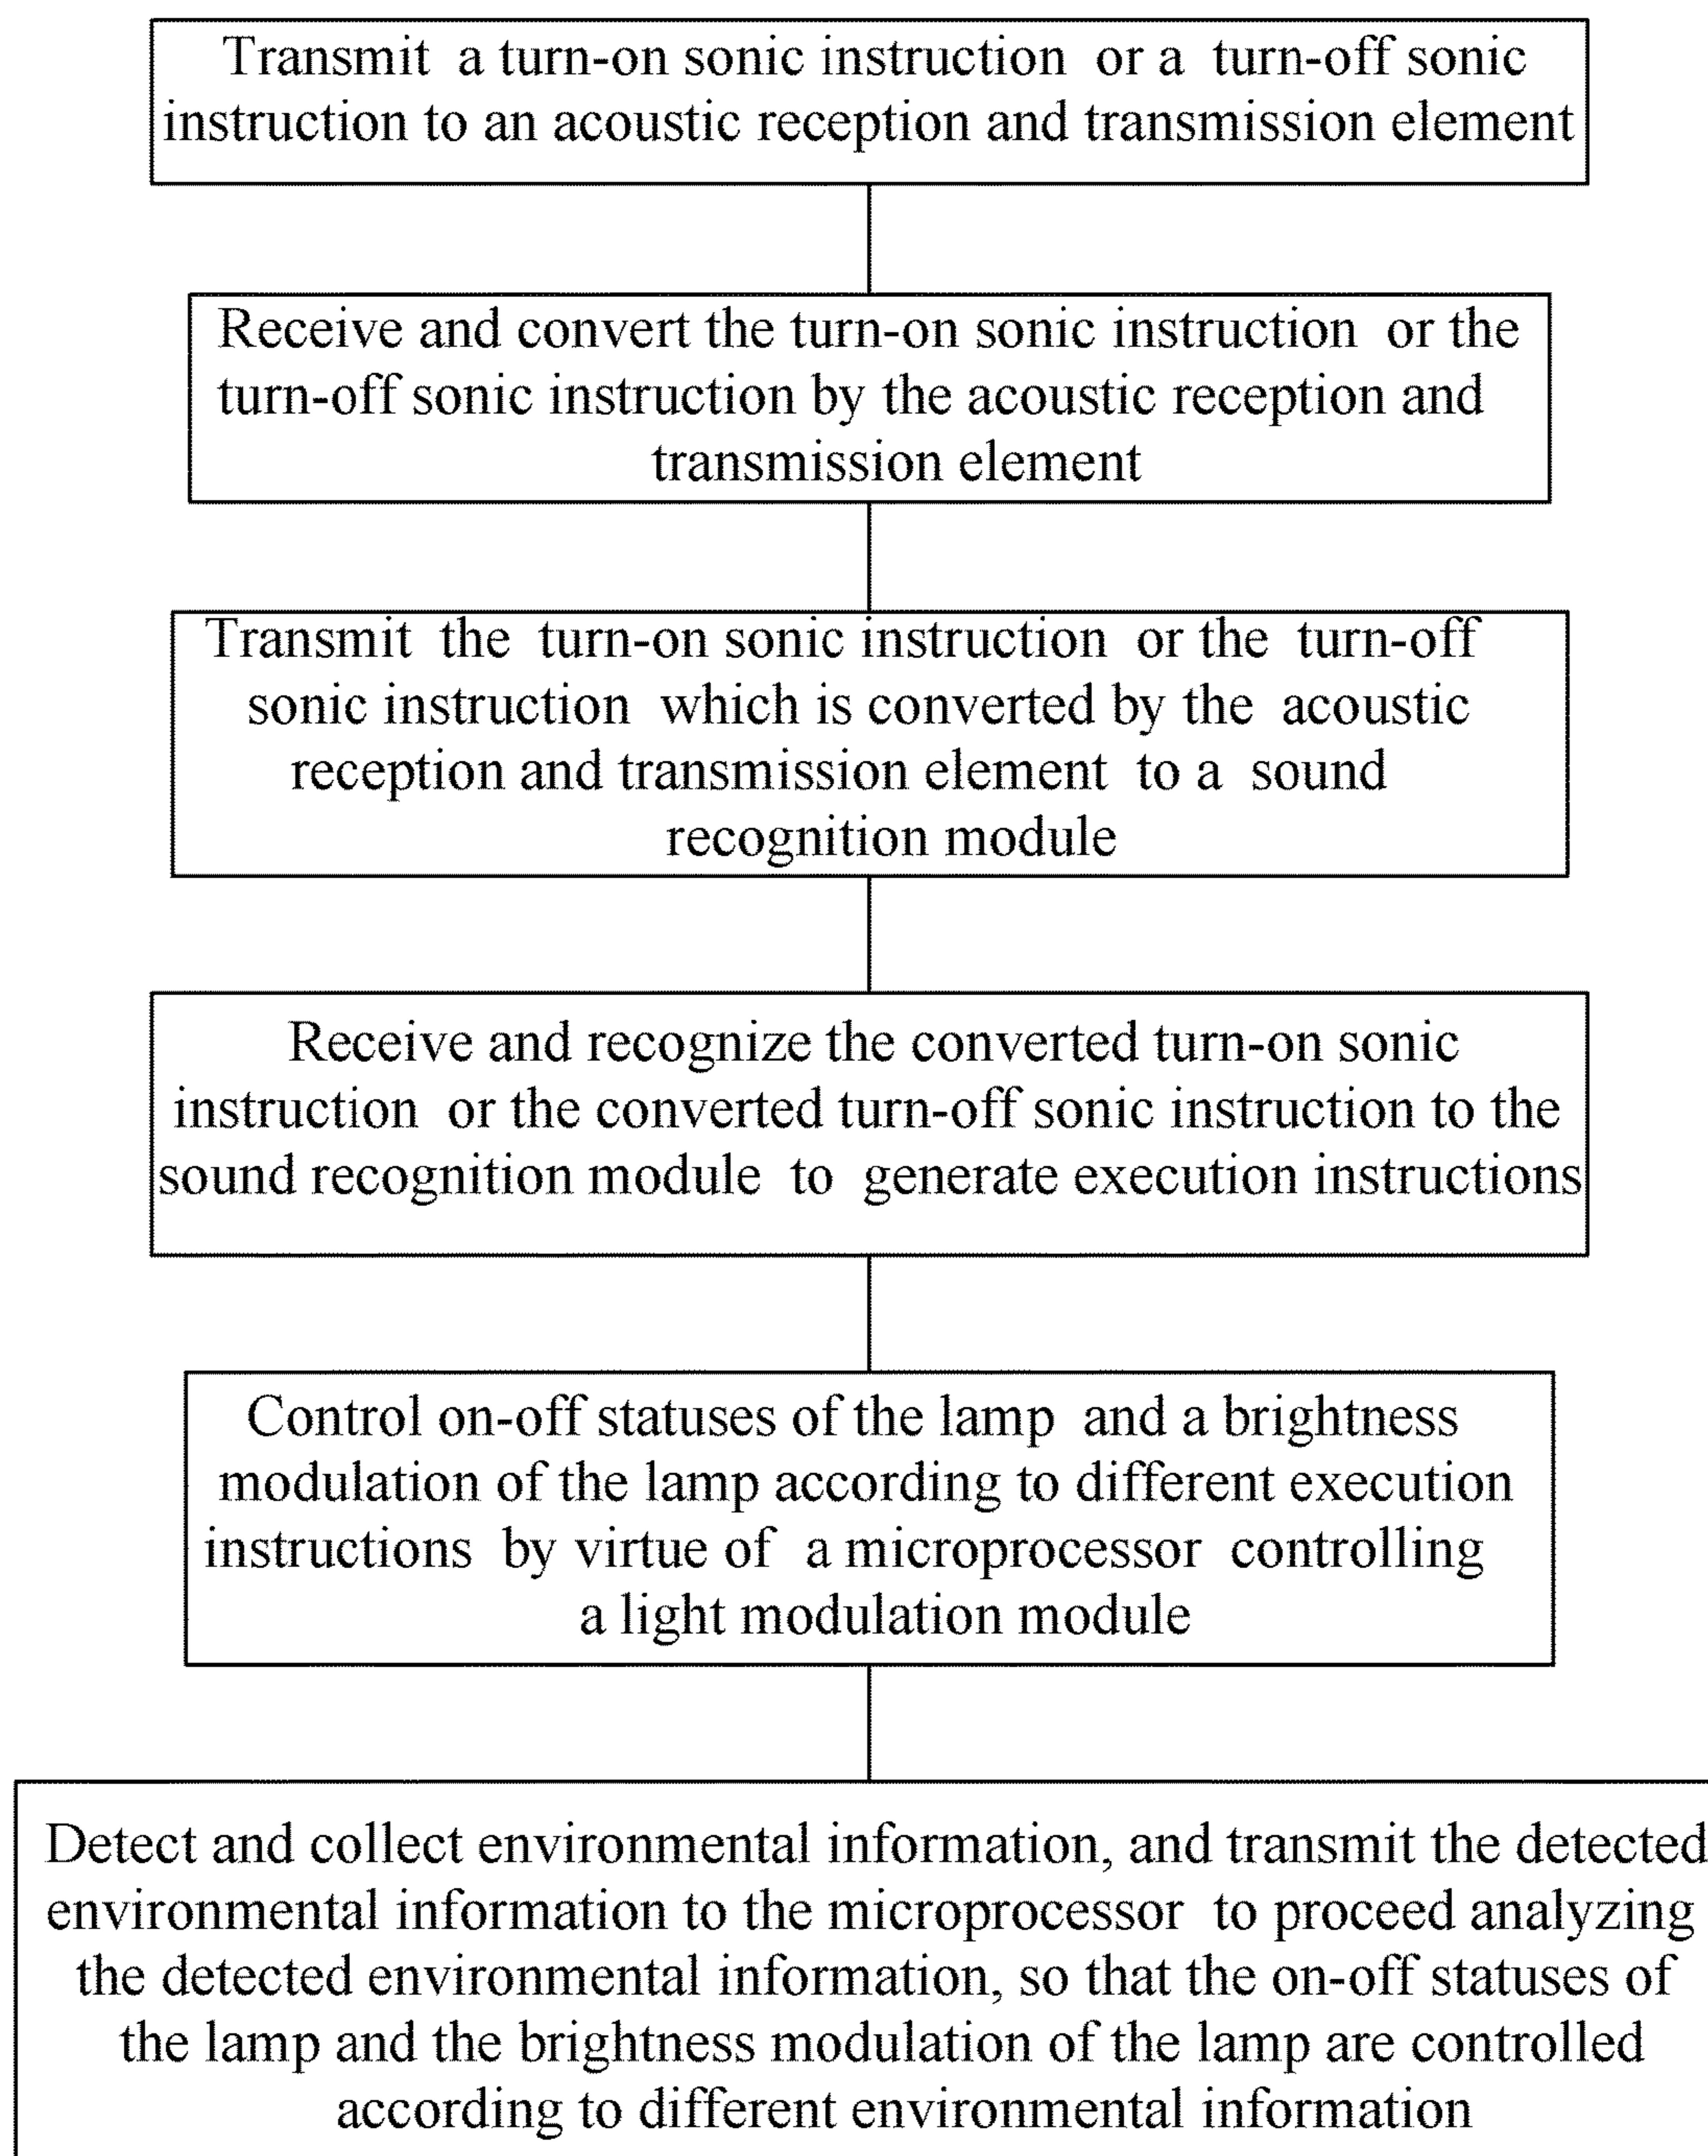 Transmit a turn-on sonic instruction or a turn-off sonic
instruction to an acoustic reception and transmission element
Receive and convert the turn-on sonic instruction or the
turn-off sonic instruction by the acoustic reception and
transmission element
Transmit the turn-on sonic instruction or the turn-off
sonic instruction which is converted by the acoustic
reception and transmission element to a sound
recognition module
Receive and recognize the converted turn-on sonic
instruction or the converted turn-off sonic instruction to the
sound recognition module to generate execution instructions
Control on-off statuses of the lamp and a brightness
modulation of the lamp according to different execution
instructions by virtue of a microprocessor controlling
a light modulation module
Detect and collect environmental information, and transmit the detected
environmental information to the microprocessor to proceed analyzing
the detected environmental information, so that the on-off statuses of
the lamp and the brightness modulation of the lamp are controlled
according to different environmental information